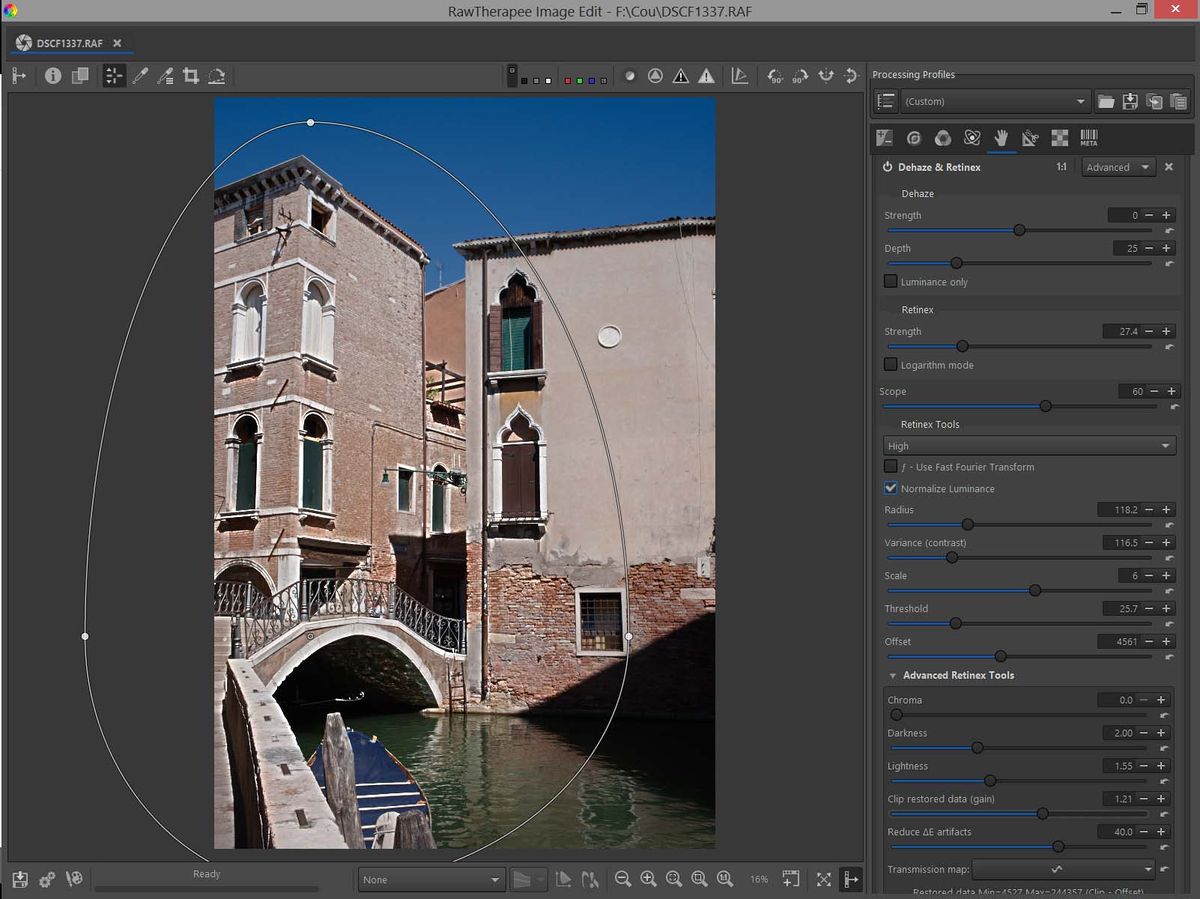 RawTherapee Image Edit - F:\Cou\DSCF1337.RAF
DSCF1337.RAF
90°
90°
Processing Profiles
(Custom)
META
Dehaze & Retinex
1:1
Advanced
Dehaze
Strength
0
Depth
25
Luminance only
Retinex
Strength
27.4
Logarithm mode
Scope
60
Retinex Tools
High
ƒ - Use Fast Fourier Transform
Normalize Luminance
Radius
118.2
Variance (contrast)
116.5
Scale
6
Threshold
25.7
Offset
4561
Advanced Retinex Tools
Chroma
0.0
Darkness
2.00
Lightness
1.55
Clip restored data (gain)
1.21
Reduce ΔE artifacts
40.0
Transmission map:
Restored data Min=4527 Max=244357 (Clip - Offset)
Ready
None
16%